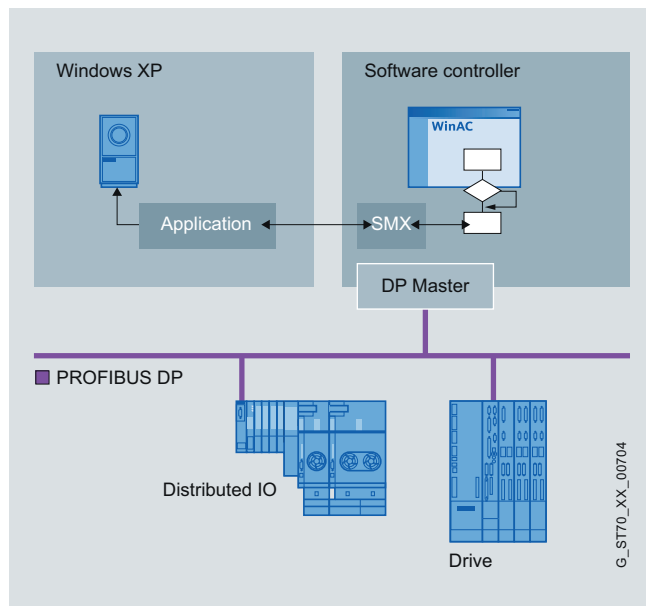 Windows XP
Software controller
WinAC
Application
SMX
DP Master
PROFIBUS DP
Distributed IO
Drive
G_ST70_XX_00704